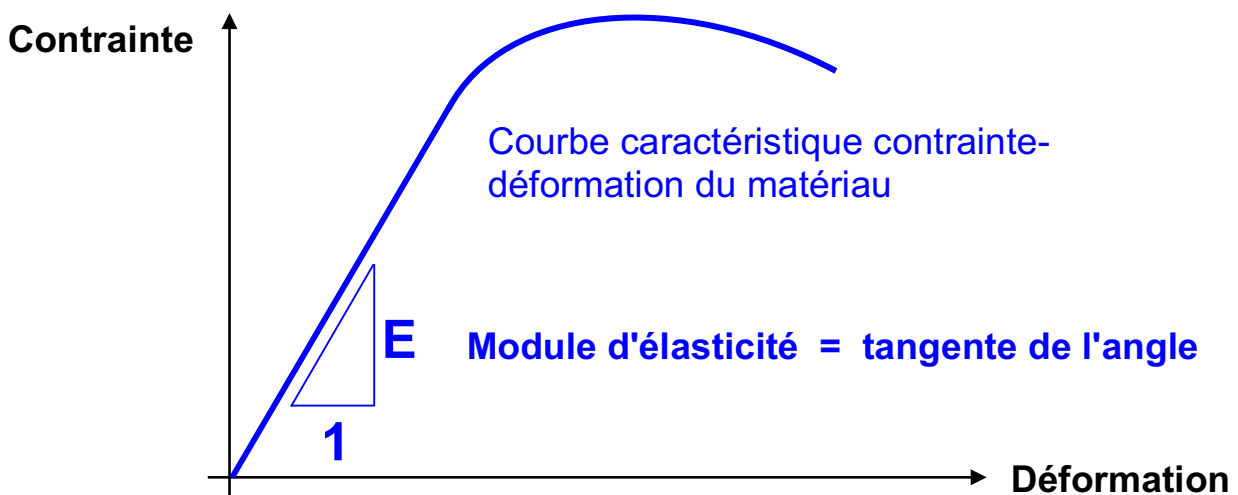 Contrainte
Courbe caractéristique contrainte-
déformation du matériau
E
Module d'élasticité = tangente de l'angle
1
Déformation